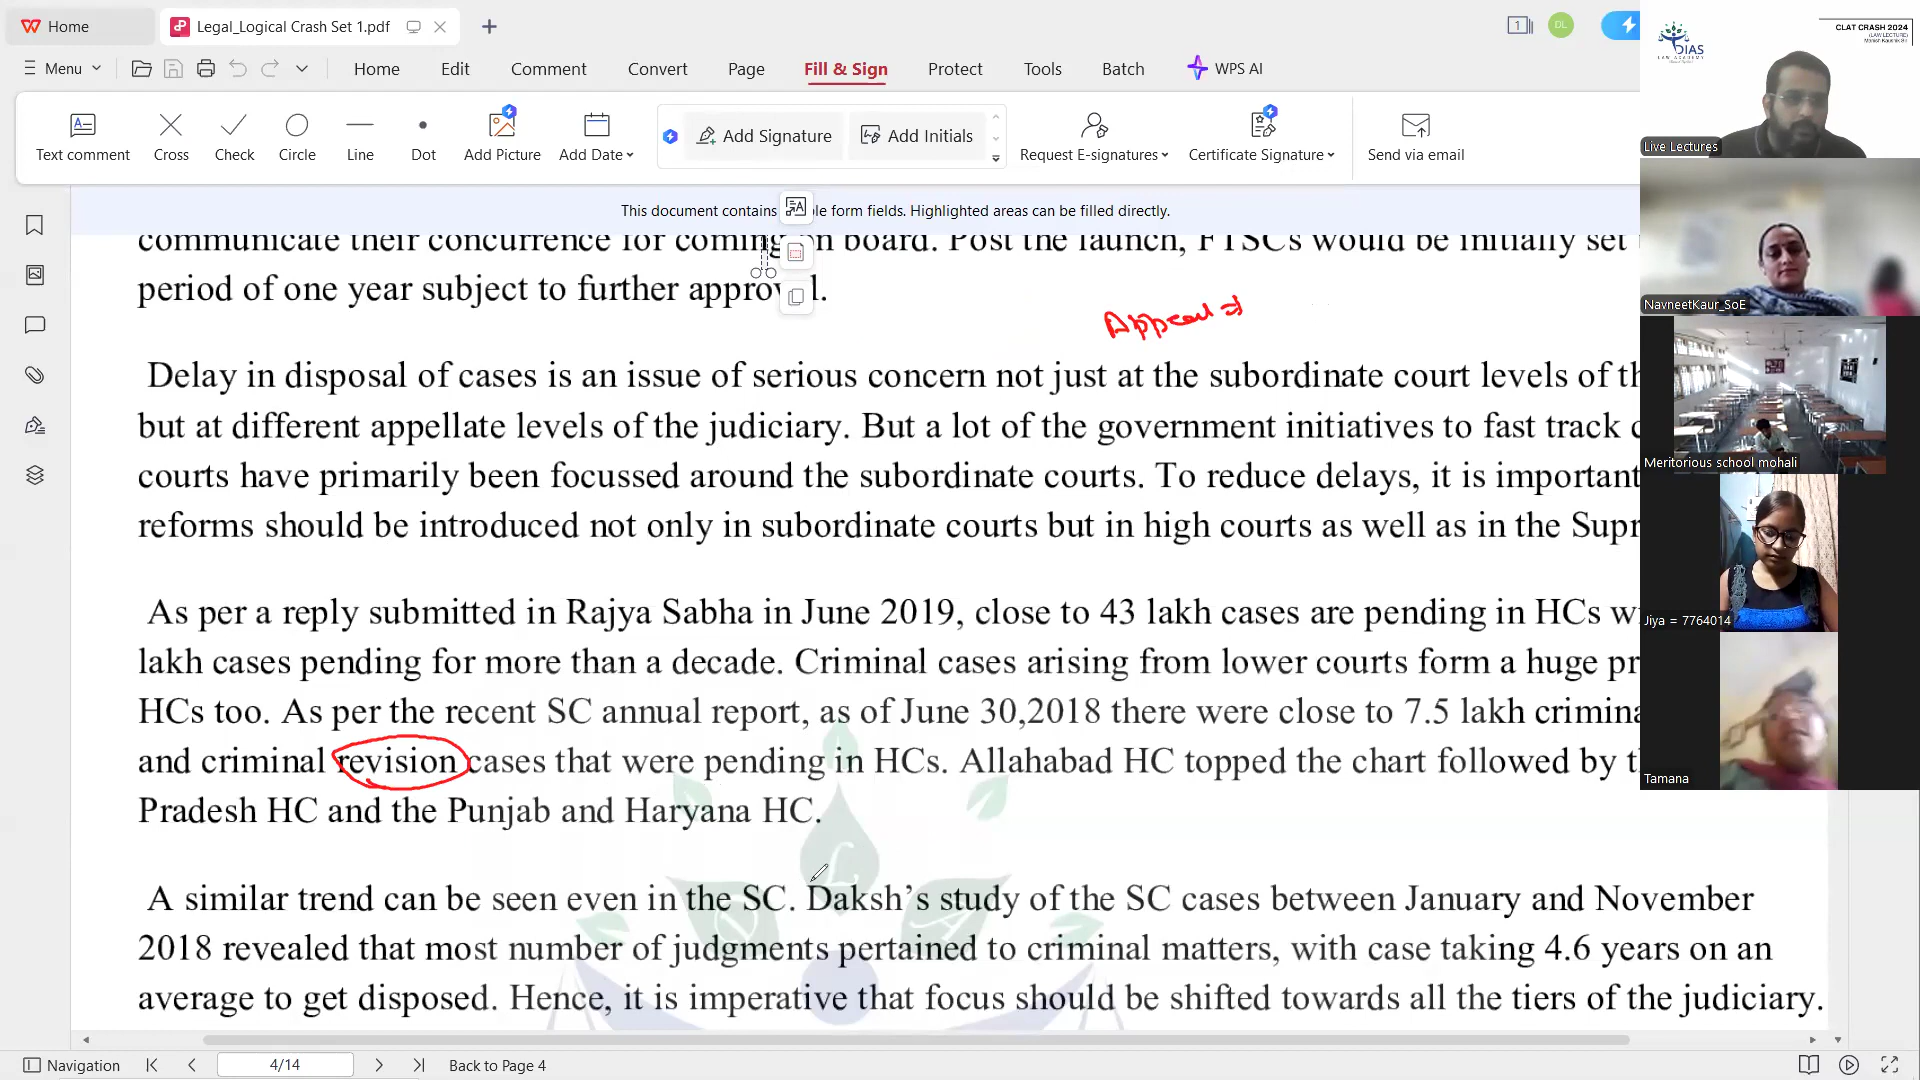 Home
Legal_Logical Crash Set 1.pdf
1
DL
Menu
Home
Edit
Comment
Convert
Page
Fill & Sign
Protect
Tools
Batch
WPS AI
Text comment
Cross
Check
Circle
Line
Dot
Add Picture
Add Date
Add Signature
Add Initials
Request E-signatures
Certificate Signature
Send via email
This document contains le form fields. Highlighted areas can be filled directly.
communicate their concurrence for coming on board. Post the launch, FTSCs would be initially set
period of one year subject to further approval.
Appeal ⇒
Delay in disposal of cases is an issue of serious concern not just at the subordinate court levels of th
but at different appellate levels of the judiciary. But a lot of the government initiatives to fast track c
courts have primarily been focussed around the subordinate courts. To reduce delays, it is important
reforms should be introduced not only in subordinate courts but in high courts as well as in the Supr
As per a reply submitted in Rajya Sabha in June 2019, close to 43 lakh cases are pending in HCs w
lakh cases pending for more than a decade. Criminal cases arising from lower courts form a huge pr
HCs too. As per the recent SC annual report, as of June 30,2018 there were close to 7.5 lakh crimina
and criminal revision cases that were pending in HCs. Allahabad HC topped the chart followed by t
Pradesh HC and the Punjab and Haryana HC.
A similar trend can be seen even in the SC. Daksh’s study of the SC cases between January and November
2018 revealed that most number of judgments pertained to criminal matters, with case taking 4.6 years on an
average to get disposed. Hence, it is imperative that focus should be shifted towards all the tiers of the judiciary.
Navigation
4/14
Back to Page 4
DIAS
LAW ACADEMY
CLAT CRASH 2024
(LAW LECTURE)
Live Lectures
NavneetKaur_SoE
Meritorious school mohali
Jiya = 7764014
Tamana